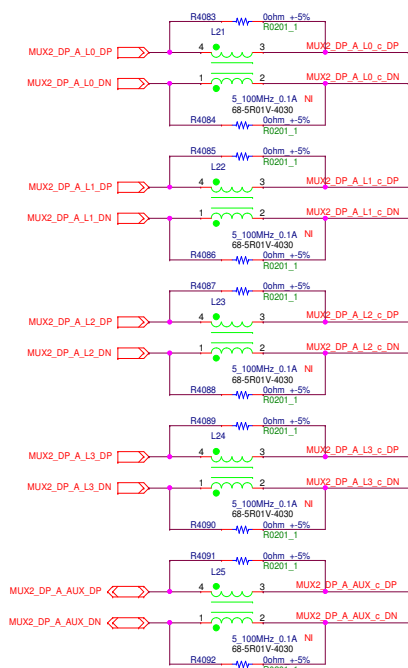 R4083 0ohm +-5%
R0201_1
L21
4 3
MUX2_DP_A_L0_DP MUX2_DP_A_L0_c_DP
MUX2_DP_A_L0_DN 1 2 MUX2_DP_A_L0_c_DN
5_100MHz_0.1A NI
68-5R01V-4030
R4084 0ohm +-5%
R0201_1
R4085 0ohm +-5%
R0201_1
L22
4 3
MUX2_DP_A_L1_DP MUX2_DP_A_L1_c_DP
MUX2_DP_A_L1_DN 1 2 MUX2_DP_A_L1_c_DN
5_100MHz_0.1A NI
68-5R01V-4030
R4086 0ohm +-5%
R0201_1
R4087 0ohm +-5%
R0201_1
L23
4 3
MUX2_DP_A_L2_DP MUX2_DP_A_L2_c_DP
MUX2_DP_A_L2_DN 1 2 MUX2_DP_A_L2_c_DN
5_100MHz_0.1A NI
68-5R01V-4030
R4088 0ohm +-5%
R0201_1
R4089 0ohm +-5%
R0201_1
L24
4 3
MUX2_DP_A_L3_DP MUX2_DP_A_L3_c_DP
MUX2_DP_A_L3_DN 1 2 MUX2_DP_A_L3_c_DN
5_100MHz_0.1A NI
68-5R01V-4030
R4090 0ohm +-5%
R0201_1
R4091 0ohm +-5%
R0201_1
L25
4 3
MUX2_DP_A_AUX_DP MUX2_DP_A_AUX_c_DP
MUX2_DP_A_AUX_DN 1 2 MUX2_DP_A_AUX_c_DN
5_100MHz_0.1A NI
68-5R01V-4030
R4092 0ohm +-5%
R0201_1